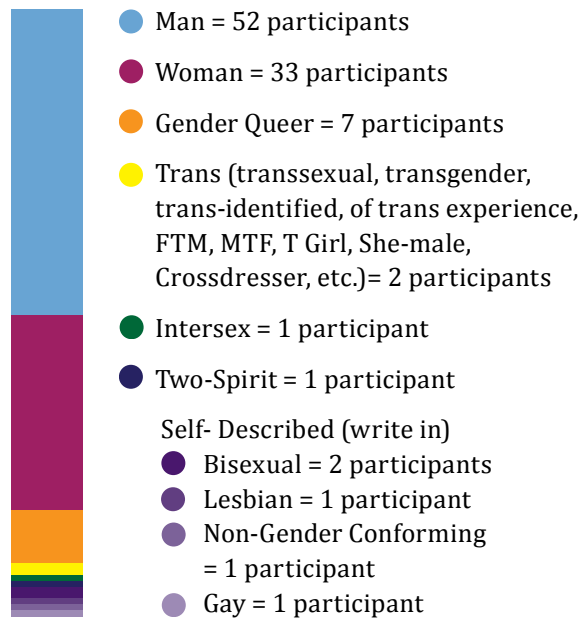 Man = 52 participants
Woman = 33 participants
Gender Queer = 7 participants
Trans (transsexual, transgender,
trans-identified, of trans experience,
FTM, MTF, T Girl, She-male,
Crossdresser, etc.)= 2 participants
Intersex = 1 participant
Two-Spirit = 1 participant
Self- Described (write in)
Bisexual = 2 participants
Lesbian = 1 participant
Non-Gender Conforming
= 1 participant
Gay = 1 participant